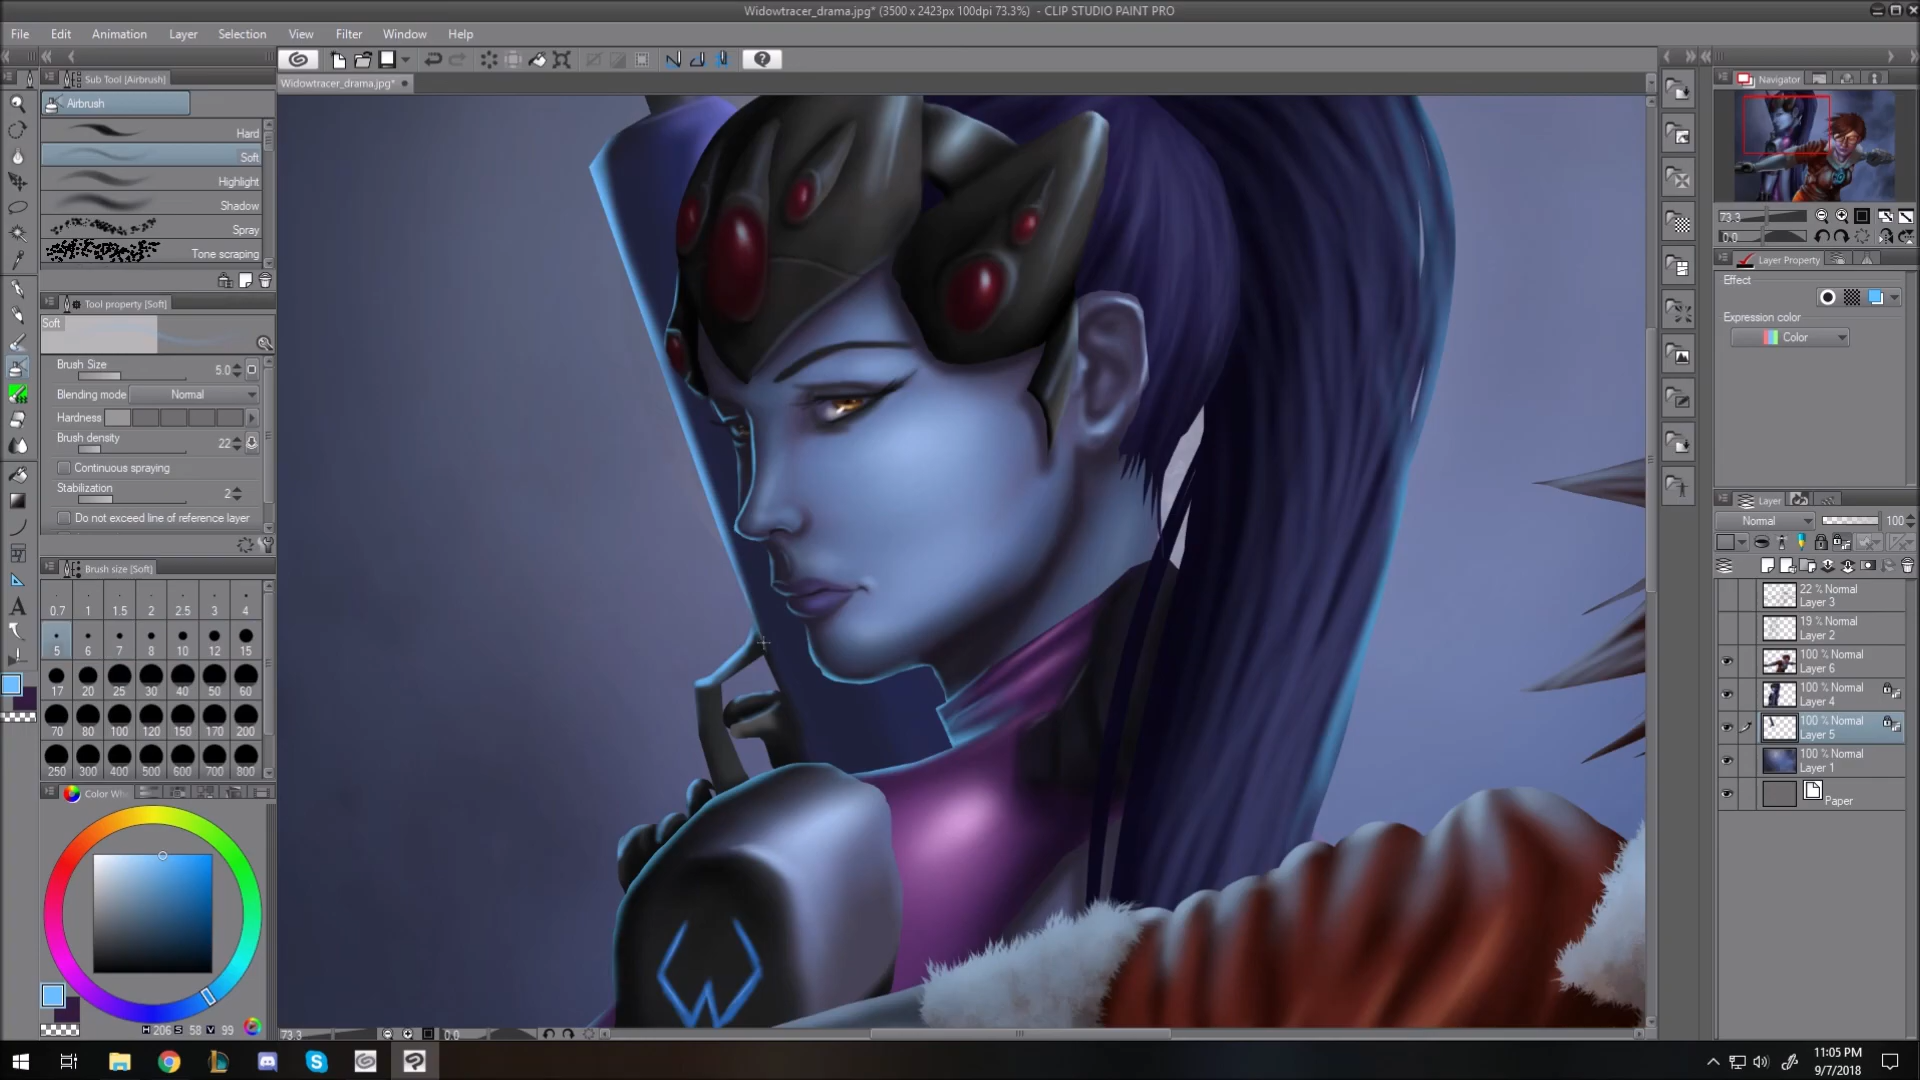 Widowtracer_drama.jpg* (3500 x 2423px 100dpi 73.3%) - CLIP STUDIO PAINT PRO
File Edit Animation Layer Selection View Filter Window Help
Sub Tool [Airbrush]
Widowtracer_drama.jpg*
Navigator
Airbrush
Hard
Soft
Highlight
Shadow
Spray
Tone scraping
Tool property [Soft]
Soft
Brush Size 5.0
Blending mode Normal
Hardness
Brush density 22
Continuous spraying
Stabilization 2
Do not exceed line of reference layer
Brush size [Soft]
0.7 1 1.5 2 2.5 3 4
5 6 7 8 10 12 15
17 20 25 30 40 50 60
70 80 100 120 150 170 200
250 300 400 500 600 700 800
Color Wh
H 206 S 58 V 99
73.3 0.0
73.3
0.0
Layer Property
Effect
Expression color
Color
Layer
Normal 100
22 % Normal
Layer 3
19 % Normal
Layer 2
100 % Normal
Layer 6
100 % Normal
Layer 4
100 % Normal
Layer 5
100 % Normal
Layer 1
Paper
11:05 PM
9/7/2018